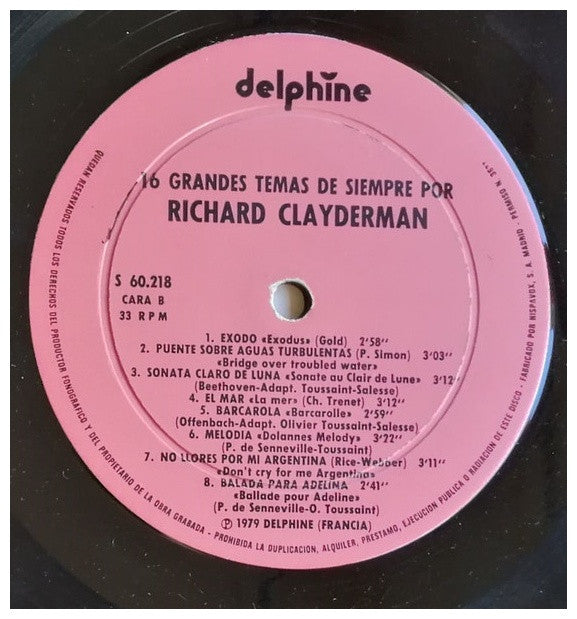 delphine
16 GRANDES TEMAS DE SIEMPRE POR
RICHARD CLAYDERMAN
S 60.218
CARA B
33 RPM
1. EXODO «Exodus» (Gold) 2'58''
2. PUENTE SOBRE AGUAS TURBULENTAS (P. Simon) 3'03''
«Bridge over troubled water»
3. SONATA CLARO DE LUNA «Sonate au Clair de Lune» 3'12''
(Beethoven-Adapt. Toussaint-Salesse)
4. EL MAR «La mer» (Ch. Trenet) 3'12''
5. BARCAROLA «Barcarolle» 2'59''
(Offenbach-Adapt. Olivier Toussaint-Salesse)
6. MELODIA «Dolannes Melody» 3'22''
(P. de Senneville-Toussaint)
7. NO LLORES POR MI ARGENTINA (Rice-Webber) 3'11''
«Don't cry for me Argentina»
8. BALADA PARA ADELINA 2'41''
«Ballade pour Adeline»
(P. de Senneville-O. Toussaint)
Ⓟ 1979 DELPHINE (FRANCIA)
QUEDAN RESERVADOS TODOS LOS DERECHOS DEL PRODUCTOR FONOGRAFICO Y DEL PROPIETARIO DE LA OBRA GRABADA - PROHIBIDA LA DUPLICACION, ALQUILER, PRESTAMO, EJECUCION PUBLICA O RADIACION DE ESTE DISCO - FABRICADO POR HISPAVOX, S. A. MADRID - PERMISO N.